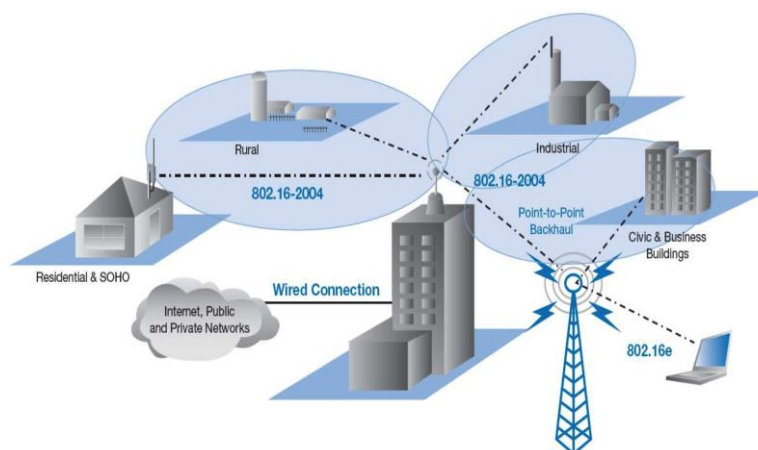 Rural
Industrial
802.16-2004
802.16-2004
Point-to-Point
Backhaul
Civic & Business
Buildings
Residential & SOHO
Wired Connection
Internet, Public
and Private Networks
802.16e